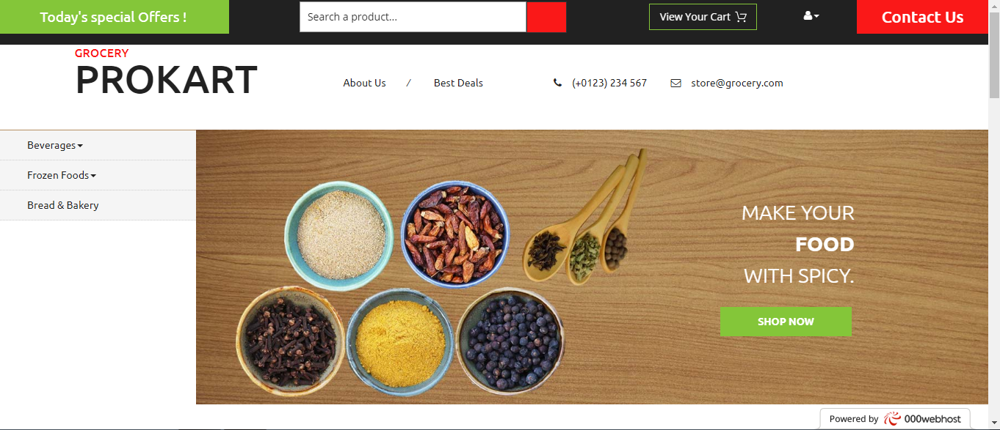 Today's special Offers !
Search a product...
View Your Cart
Contact Us
GROCERY
PROKART
About Us / Best Deals
(+0123) 234 567
store@grocery.com
Beverages
Frozen Foods
Bread & Bakery
MAKE YOUR
FOOD
WITH SPICY.
SHOP NOW
Powered by 000webhost